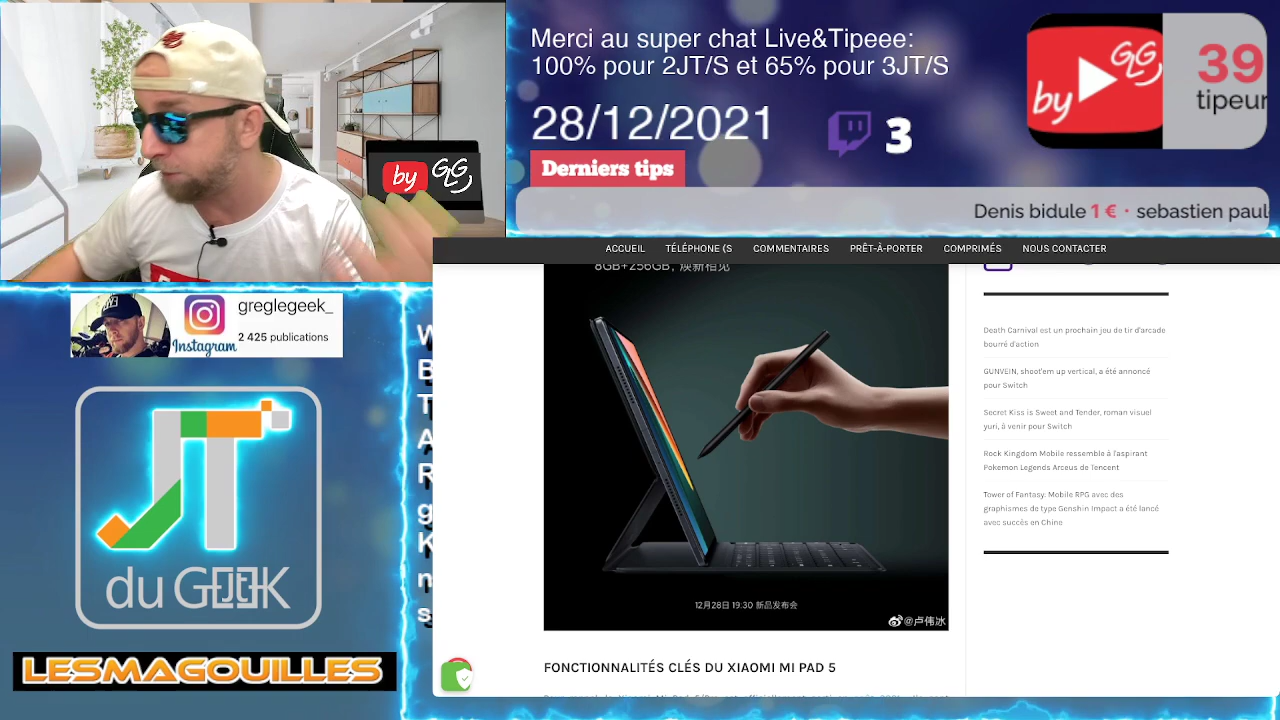 Merci au super chat Live&Tipeee:
100% pour 2JT/S et 65% pour 3JT/S
28/12/2021
3
Derniers tips
Denis bidule 1 € · sebastien paul
by GLG
39
tipeur
by GLG
greglegeek_
2 425 publications
Instagram
JT
du GEEK
LESMAGOUILLES
W
B
T
A
R
g
K
n
s
ACCUEIL TÉLÉPHONE (S COMMENTAIRES PRÊT-À-PORTER COMPRIMÉS NOUS CONTACTER
8GB+256GB, 焕新相见
12月28日 19:30 新品发布会
@卢伟冰
FONCTIONNALITÉS CLÉS DU XIAOMI MI PAD 5
Death Carnival est un prochain jeu de tir d'arcade
bourré d'action
GUNVEIN, shoot'em up vertical, a été annoncé
pour Switch
Secret Kiss is Sweet and Tender, roman visuel
yuri, à venir pour Switch
Rock Kingdom Mobile ressemble à l'aspirant
Pokemon Legends Arceus de Tencent
Tower of Fantasy: Mobile RPG avec des
graphismes de type Genshin Impact a été lancé
avec succès en Chine